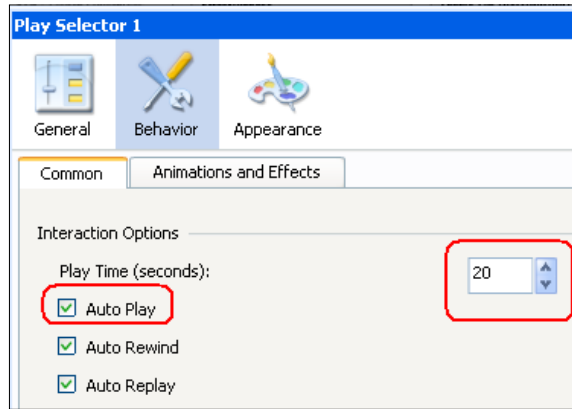 Play Selector 1
General Behavior Appearance
Common Animations and Effects
Interaction Options
Play Time (seconds): 20
Auto Play
Auto Rewind
Auto Replay